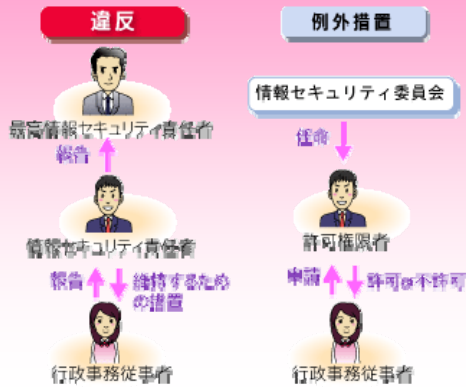 違反
最高情報セキュリティ責任者
報告
情報セキュリティ責任者
報告
維持するため
の措置
行政事務従事者
例外措置
情報セキュリティ委員会
任命
許可権限者
申請
許可or不許可
行政事務従事者